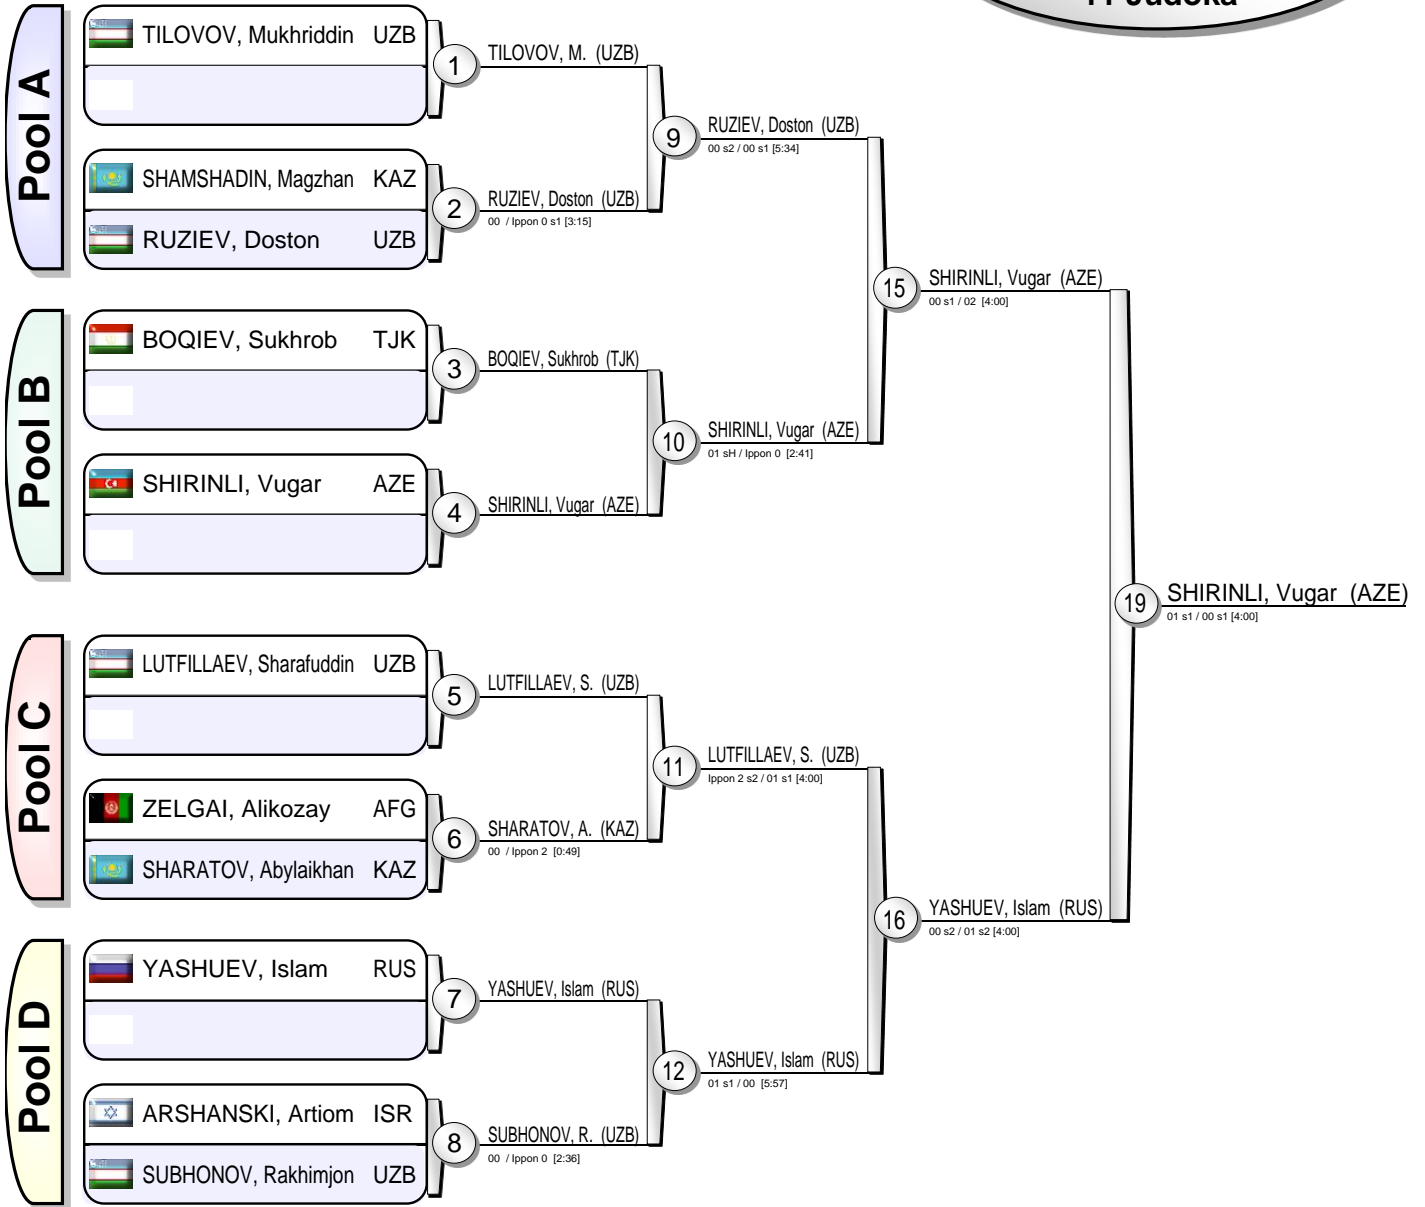 11 Judoka
Pool A
TILOVOV, Mukhriddin UZB
SHAMSHADIN, Magzhan KAZ
RUZIEV, Doston UZB
Pool B
BOQIEV, Sukhrob TJK
SHIRINLI, Vugar AZE
Pool C
LUTFILLAEV, Sharafuddin UZB
ZELGAI, Alikozay AFG
SHARATOV, Abylaikhan KAZ
Pool D
YASHUEV, Islam RUS
ARSHANSKI, Artiom ISR
SUBHONOV, Rakhimjon UZB
1
TILOVOV, M. (UZB)
2
RUZIEV, Doston (UZB)
00 / Ippon 0 s1 [3:15]
3
BOQIEV, Sukhrob (TJK)
4
SHIRINLI, Vugar (AZE)
5
LUTFILLAEV, S. (UZB)
6
SHARATOV, A. (KAZ)
00 / Ippon 2 [0:49]
7
YASHUEV, Islam (RUS)
8
SUBHONOV, R. (UZB)
00 / Ippon 0 [2:36]
9
RUZIEV, Doston (UZB)
00 s2 / 00 s1 [5:34]
10
SHIRINLI, Vugar (AZE)
01 sH / Ippon 0 [2:41]
11
LUTFILLAEV, S. (UZB)
Ippon 2 s2 / 01 s1 [4:00]
12
YASHUEV, Islam (RUS)
01 s1 / 00 [5:57]
15
SHIRINLI, Vugar (AZE)
00 s1 / 02 [4:00]
16
YASHUEV, Islam (RUS)
00 s2 / 01 s2 [4:00]
19
SHIRINLI, Vugar (AZE)
01 s1 / 00 s1 [4:00]